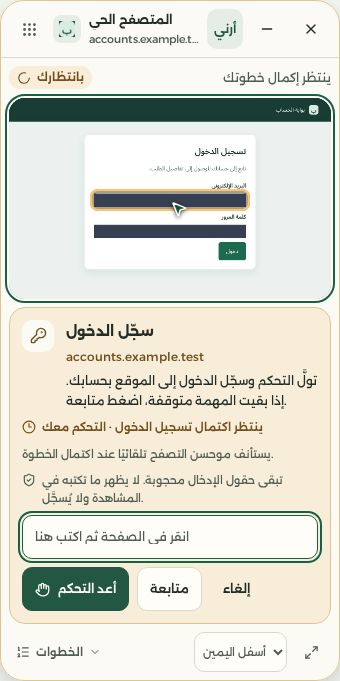 المتصفح الحي
accounts.example.t...
أرني
ينتظر إكمال خطوتك
بانتظارك
بوابة الحساب
تسجيل الدخول
تابع إلى حسابك للوصول إلى تفاصيل الطلب.
البريد الإلكتروني
كلمة المرور
دخول
سجّل الدخول
accounts.example.test
تولَّ التحكم وسجّل الدخول إلى الموقع بحسابك.
إذا بقيت المهمة متوقفة، اضغط متابعة.
ينتظر اكتمال تسجيل الدخول · التحكم معك
يستأنف موحسن التصفح تلقائيًا عند اكتمال الخطوة.
تبقى حقول الإدخال محجوبة. لا يظهر ما تكتبه في
المشاهدة ولا يُسجَّل.
انقر في الصفحة ثم اكتب هنا
أعد التحكم
متابعة
إلغاء
الخطوات
أسفل اليمين